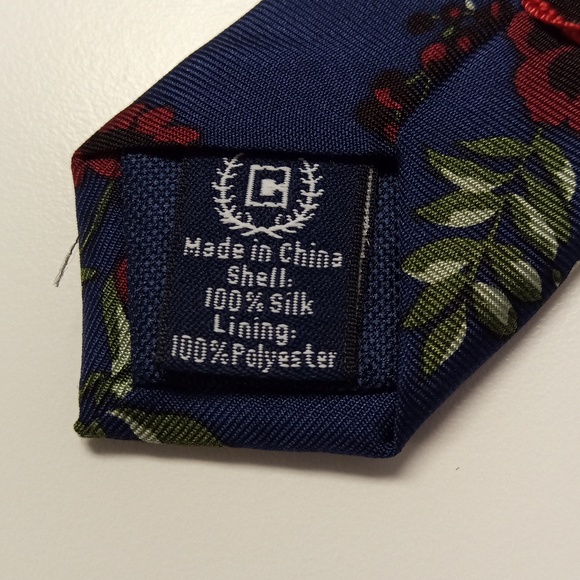 C
Made in China
Shell:
100% Silk
Lining:
100% Polyester